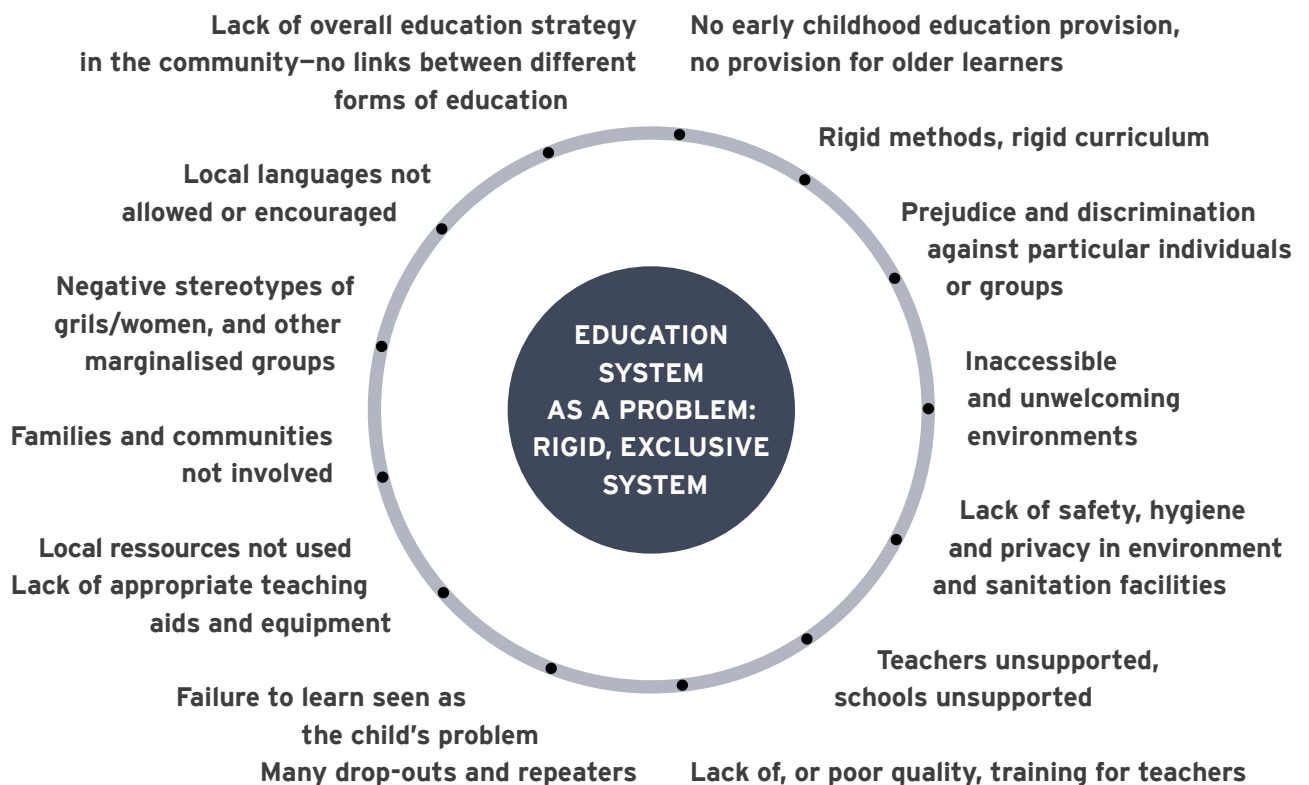 Lack of overall education strategy
in the community–no links between different
forms of education
No early childhood education provision,
no provision for older learners
Rigid methods, rigid curriculum
Local languages not
allowed or encouraged
Prejudice and discrimination
against particular individuals
or groups
Negative stereotypes of
grils/women, and other
marginalised groups
EDUCATION
SYSTEM
AS A PROBLEM:
RIGID, EXCLUSIVE
SYSTEM
Inaccessible
and unwelcoming
environments
Families and communities
not involved
Lack of safety, hygiene
and privacy in environment
and sanitation facilities
Local ressources not used
Lack of appropriate teaching
aids and equipment
Teachers unsupported,
schools unsupported
Failure to learn seen as
the child’s problem
Many drop-outs and repeaters
Lack of, or poor quality, training for teachers